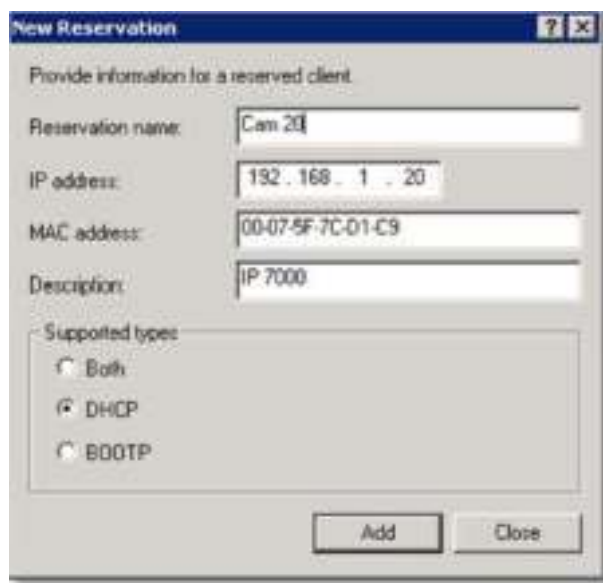 New Reservation
Provide information for a reserved client.
Reservation name: Cam 20
IP address: 192 . 168 . 1 . 20
MAC address: 00-07-5F-7C-D1-C9
Description: IP 7000
Supported types
Both
DHCP
BOOTP
Add Close